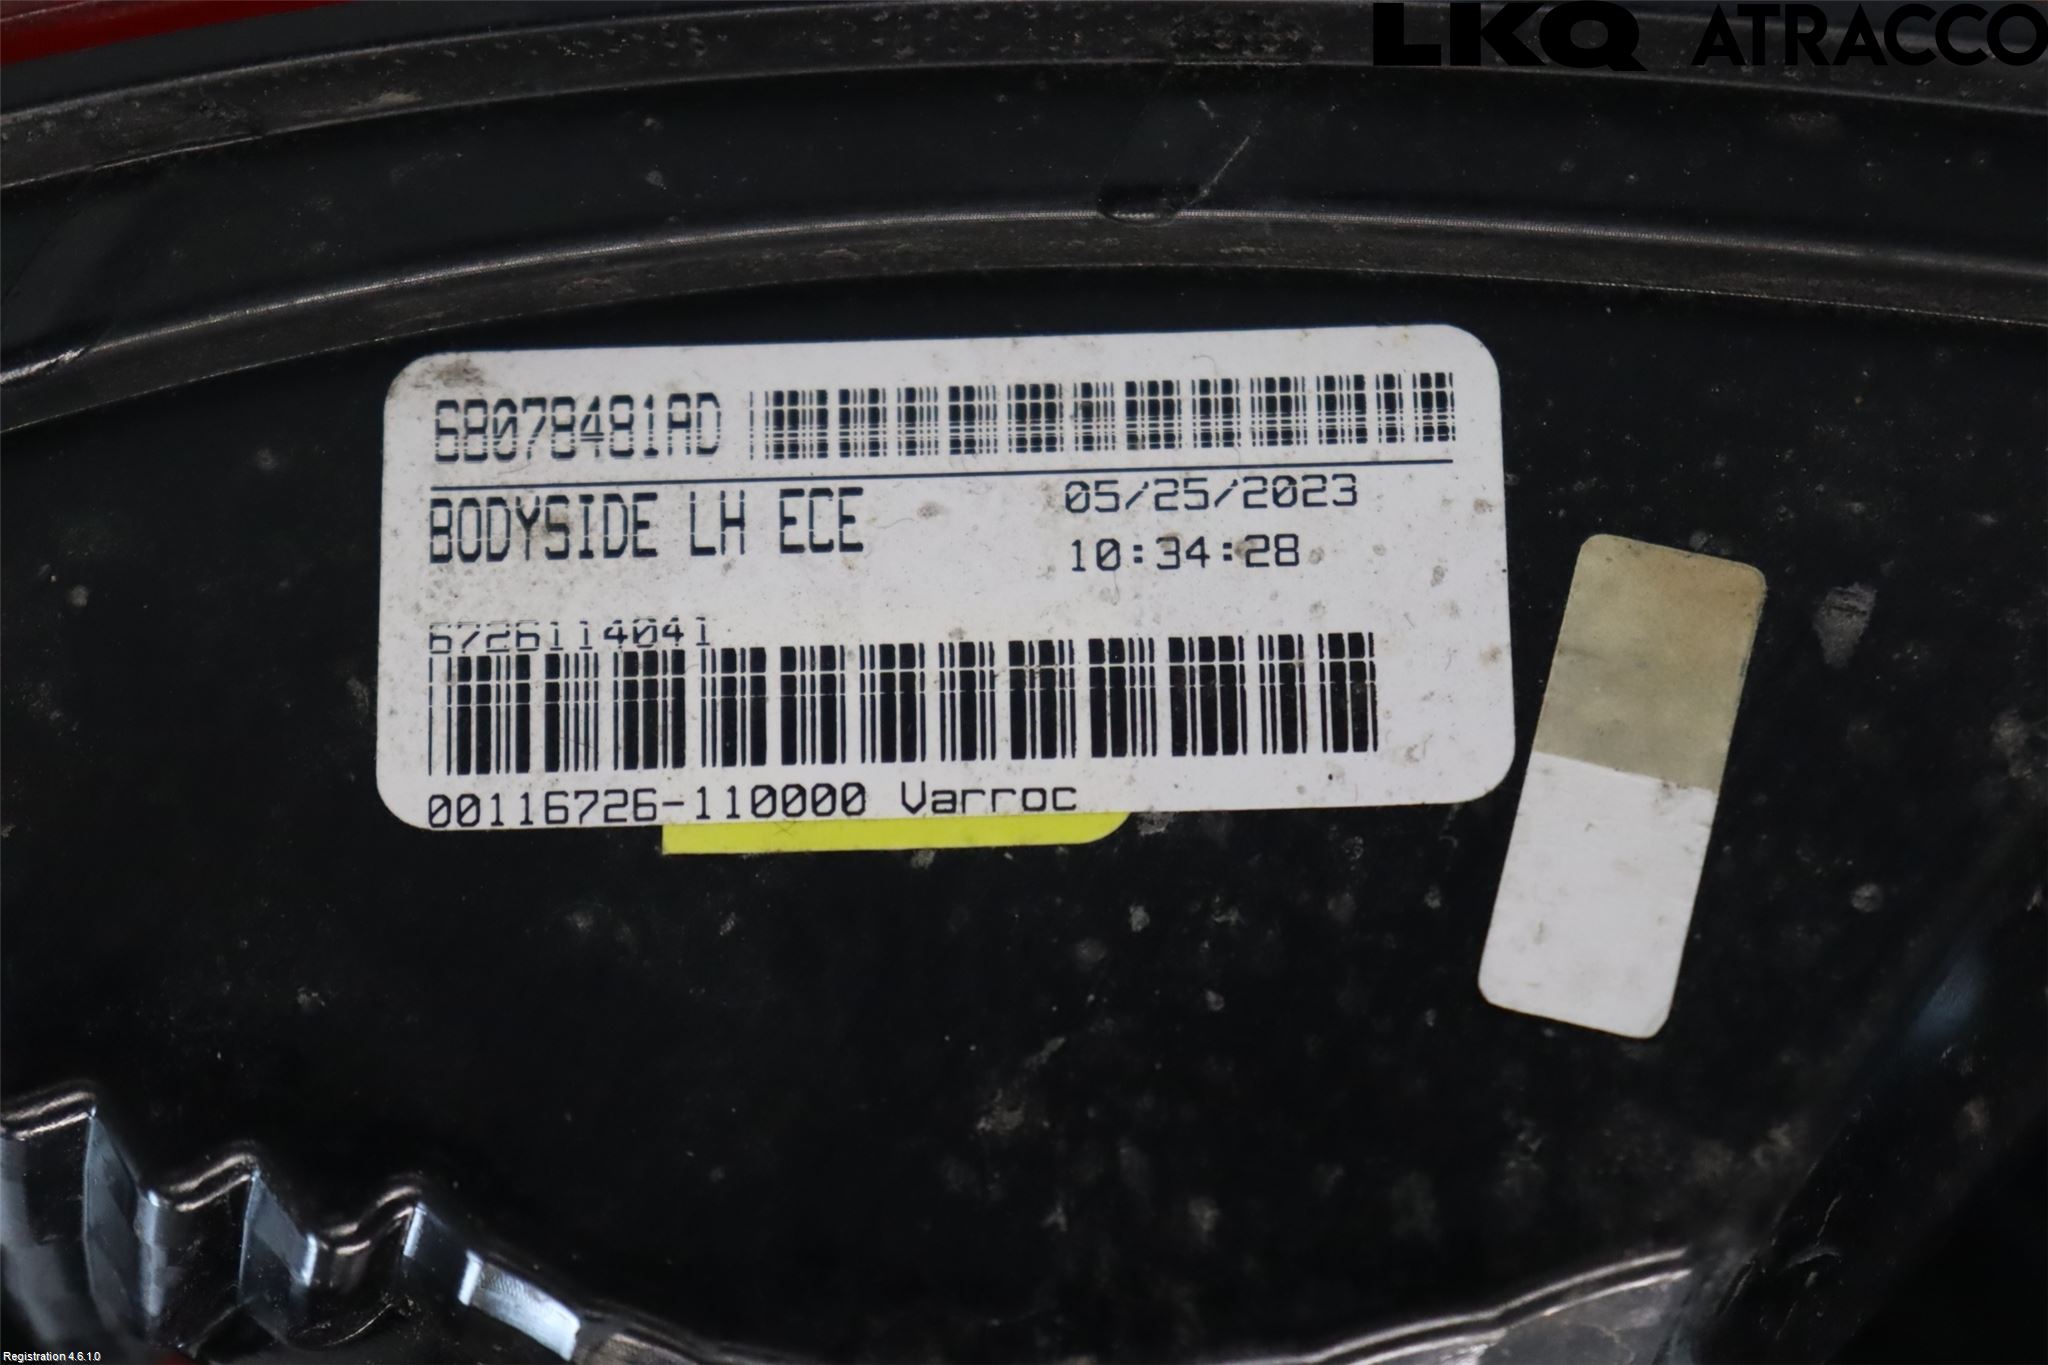 LKQ ATRACCO
68078481AD
BODYSIDE LH ECE
05/25/2023
10:34:28
6726114041
00116726-110000 Varroc
Registration 4.6.1.0